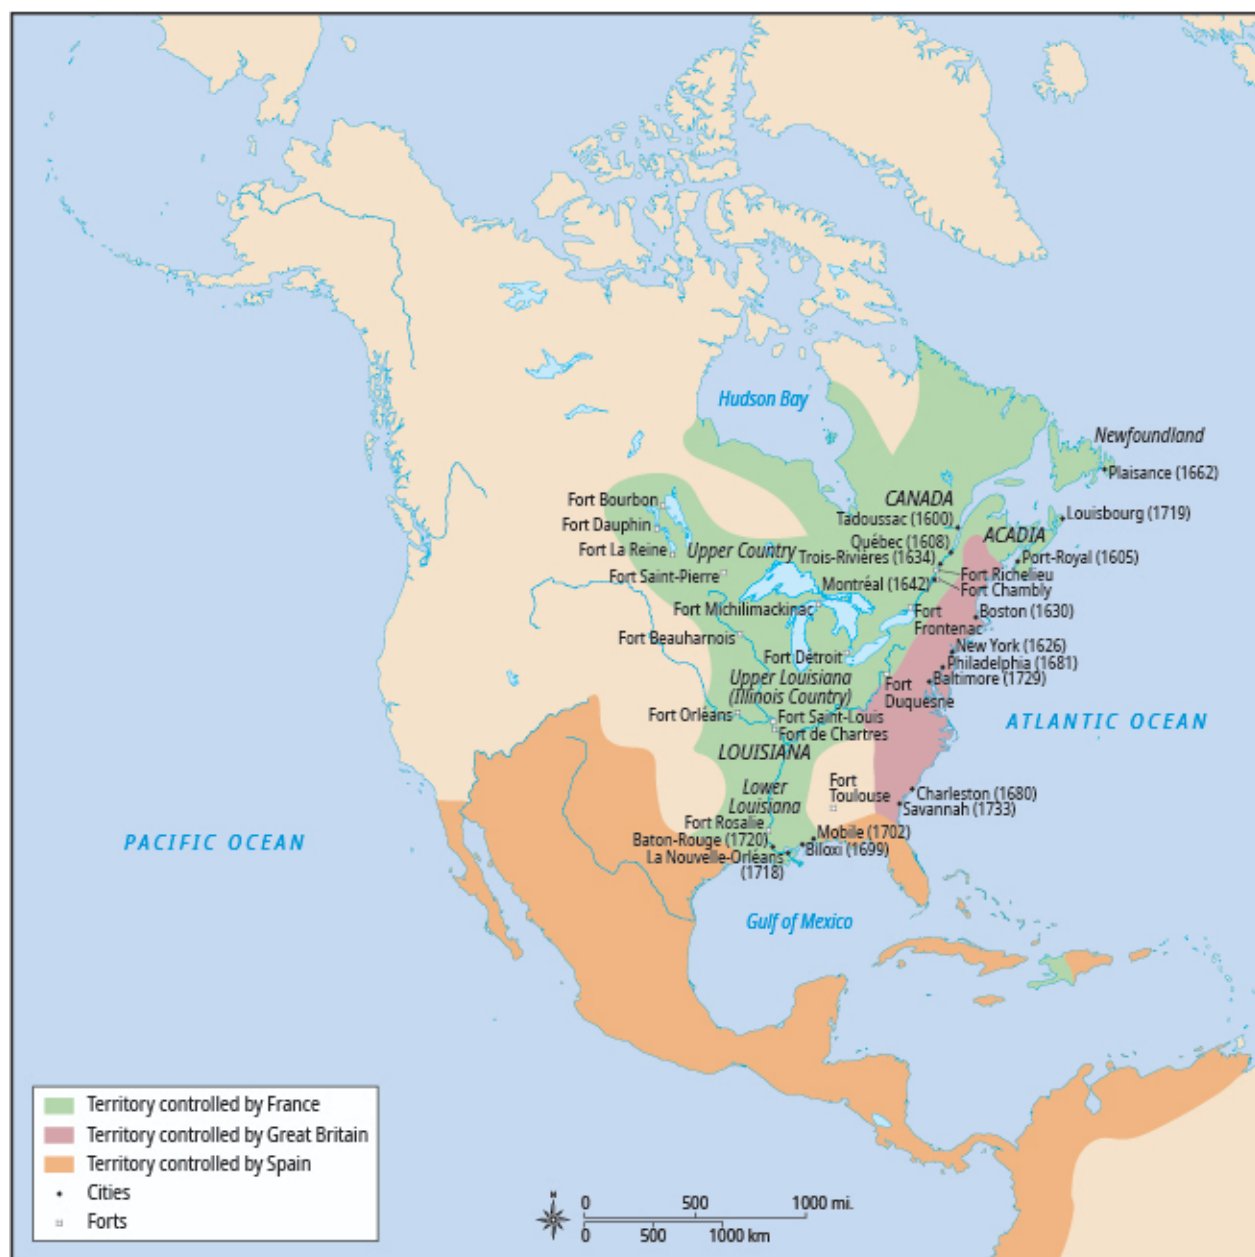 Hudson Bay
Newfoundland
Plaisance (1662)
CANADA
Tadoussac (1600)
Louisbourg (1719)
ACADIA
Québec (1608)
Trois-Rivières (1634)
Port-Royal (1605)
Fort Richelieu
Montréal (1642)
Fort Chambly
Fort Bourbon
Fort Dauphin
Fort La Reine
Upper Country
Fort Saint-Pierre
Fort Michilimackinac
Fort
Frontenac
Boston (1630)
Fort Beauharnois
New York (1626)
Fort Détroit
Philadelphia (1681)
Baltimore (1729)
Upper Louisiana
(Illinois Country)
Fort
Duquesne
Fort Orléans
Fort Saint-Louis
Fort de Chartres
ATLANTIC OCEAN
LOUISIANA
Fort
Toulouse
Lower
Louisiana
Charleston (1680)
Savannah (1733)
Fort Rosalie
Mobile (1702)
Baton-Rouge (1720)
Biloxi (1699)
La Nouvelle-Orléans
(1718)
PACIFIC OCEAN
Gulf of Mexico
Territory controlled by France
Territory controlled by Great Britain
Territory controlled by Spain
Cities
Forts
N
0 500 1000 mi.
0 500 1000 km